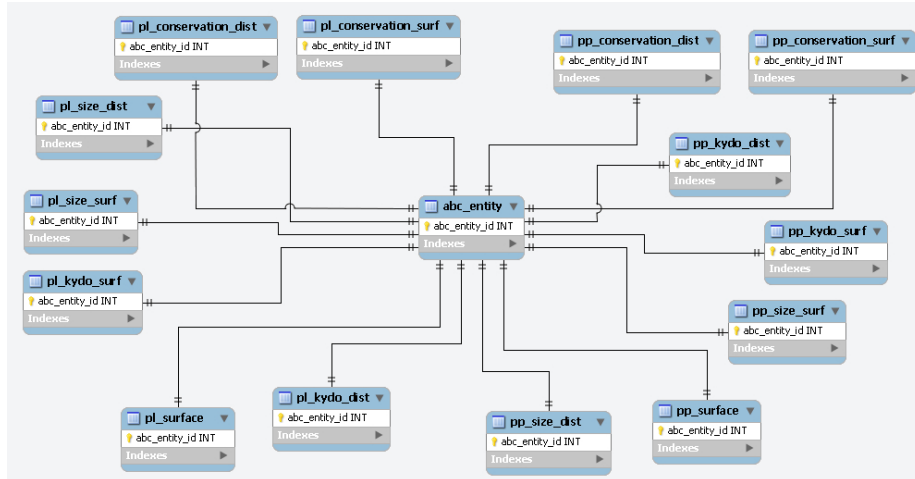 pl_conservation_dist
abc_entity_id INT
Indexes
pl_conservation_surf
abc_entity_id INT
Indexes
pp_conservation_dist
abc_entity_id INT
Indexes
pp_conservation_surf
abc_entity_id INT
Indexes
pl_size_dist
abc_entity_id INT
Indexes
pp_kydo_dist
abc_entity_id INT
Indexes
pl_size_surf
abc_entity_id INT
Indexes
abc_entity
abc_entity_id INT
Indexes
pp_kydo_surf
abc_entity_id INT
Indexes
pl_kydo_surf
abc_entity_id INT
Indexes
pp_size_surf
abc_entity_id INT
Indexes
pl_surface
abc_entity_id INT
Indexes
pl_kydo_dist
abc_entity_id INT
Indexes
pp_size_dist
abc_entity_id INT
Indexes
pp_surface
abc_entity_id INT
Indexes